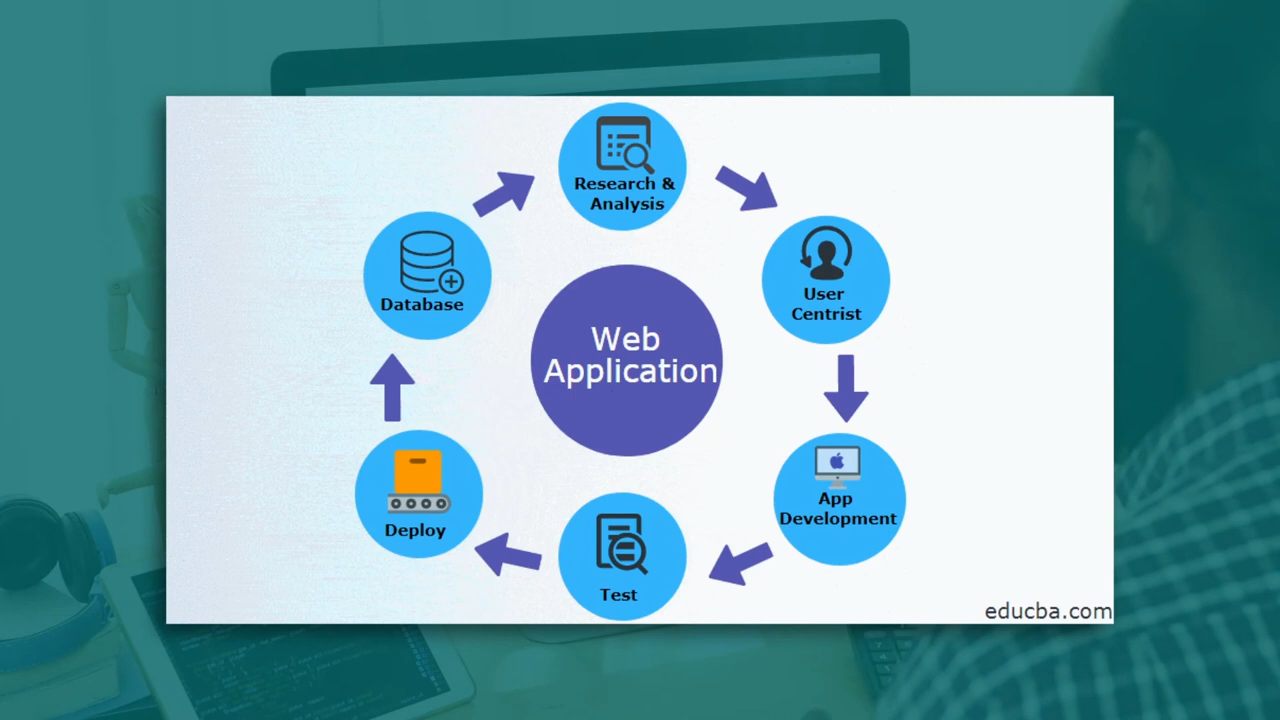 Research &
Analysis
User
Centrist
App
Development
Test
Deploy
Database
Web
Application
educba.com